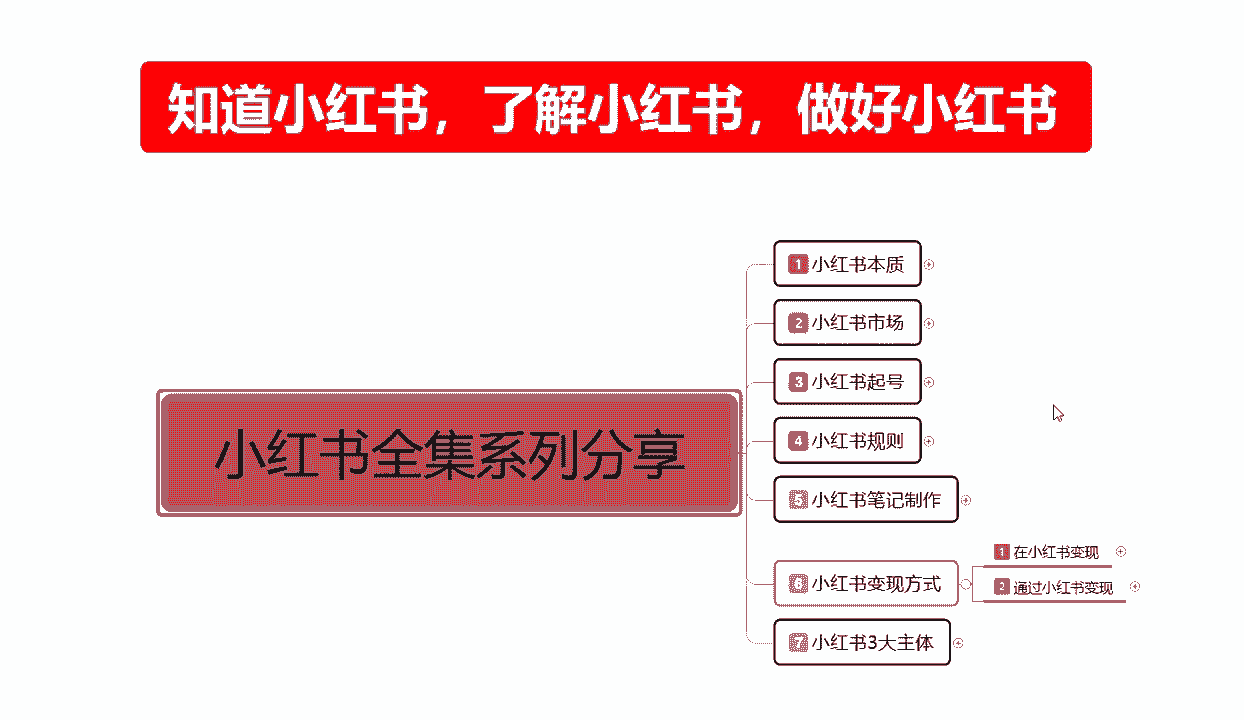 知道小红书，了解小红书，做好小红书
小红书全集系列分享
1 小红书本质
2 小红书市场
3 小红书起号
4 小红书规则
5 小红书笔记制作
6 小红书变现方式
1 在小红书变现
2 通过小红书变现
7 小红书3大主体